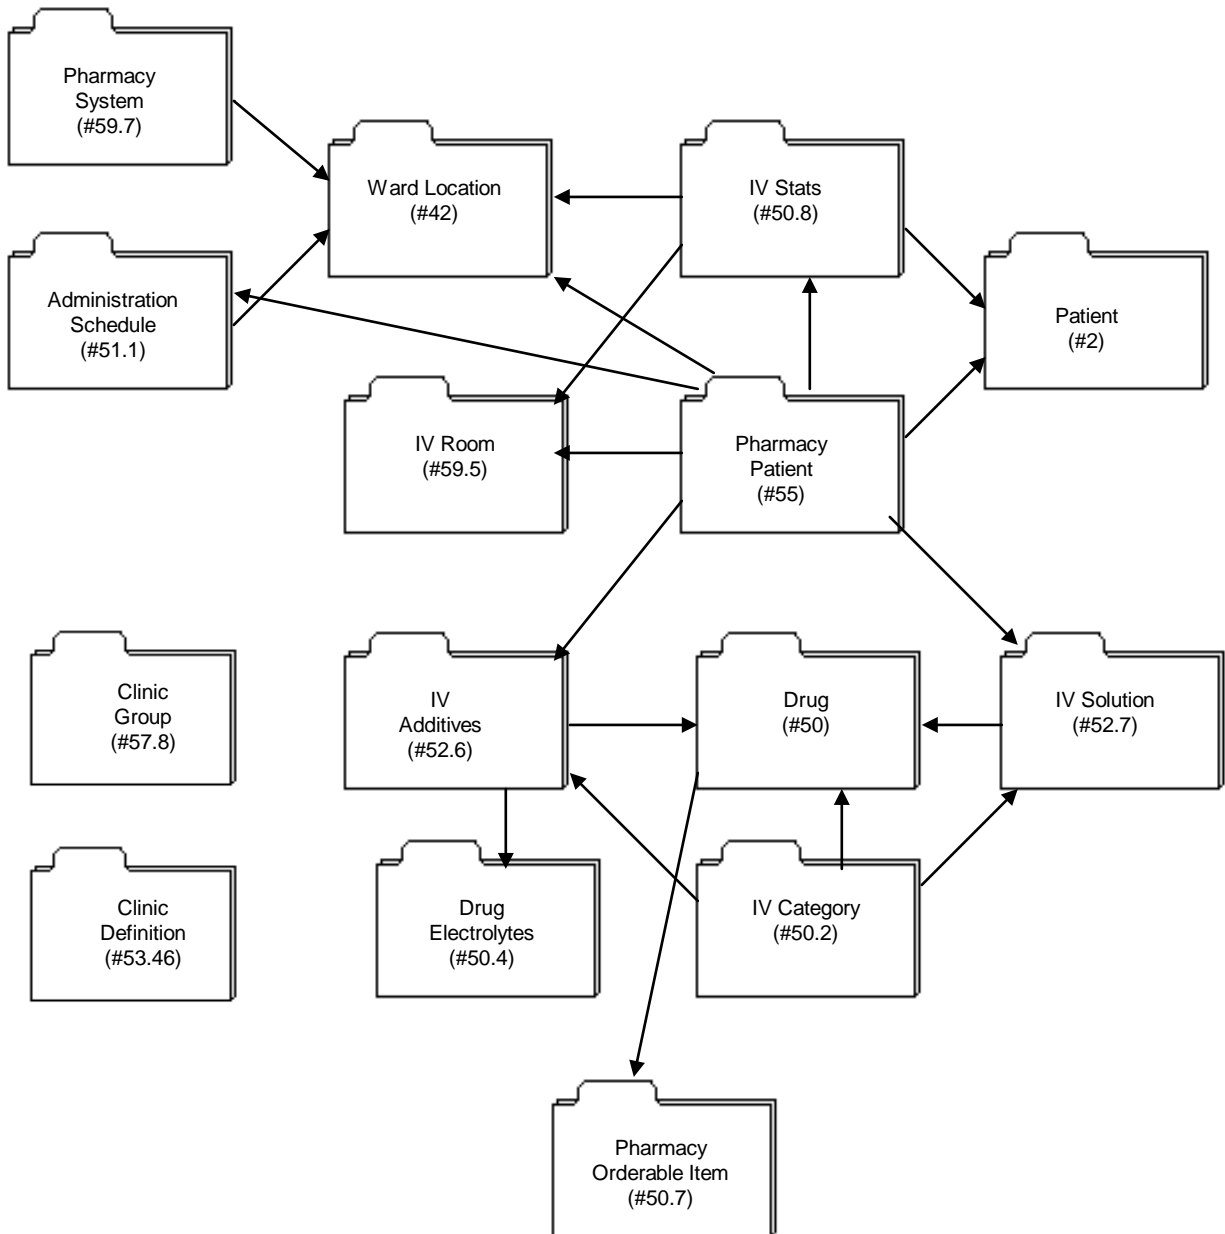 Pharmacy
System
(#59.7)
Ward Location
(#42)
IV Stats
(#50.8)
Administration
Schedule
(#51.1)
Patient
(#2)
IV Room
(#59.5)
Pharmacy
Patient
(#55)
Clinic
Group
(#57.8)
IV
Additives
(#52.6)
Drug
(#50)
IV Solution
(#52.7)
Clinic
Definition
(#53.46)
Drug
Electrolytes
(#50.4)
IV Category
(#50.2)
Pharmacy
Orderable Item
(#50.7)